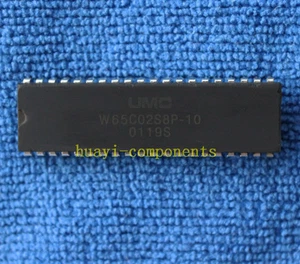 UMC
W65C02S8P-10
0119S
huayi-components